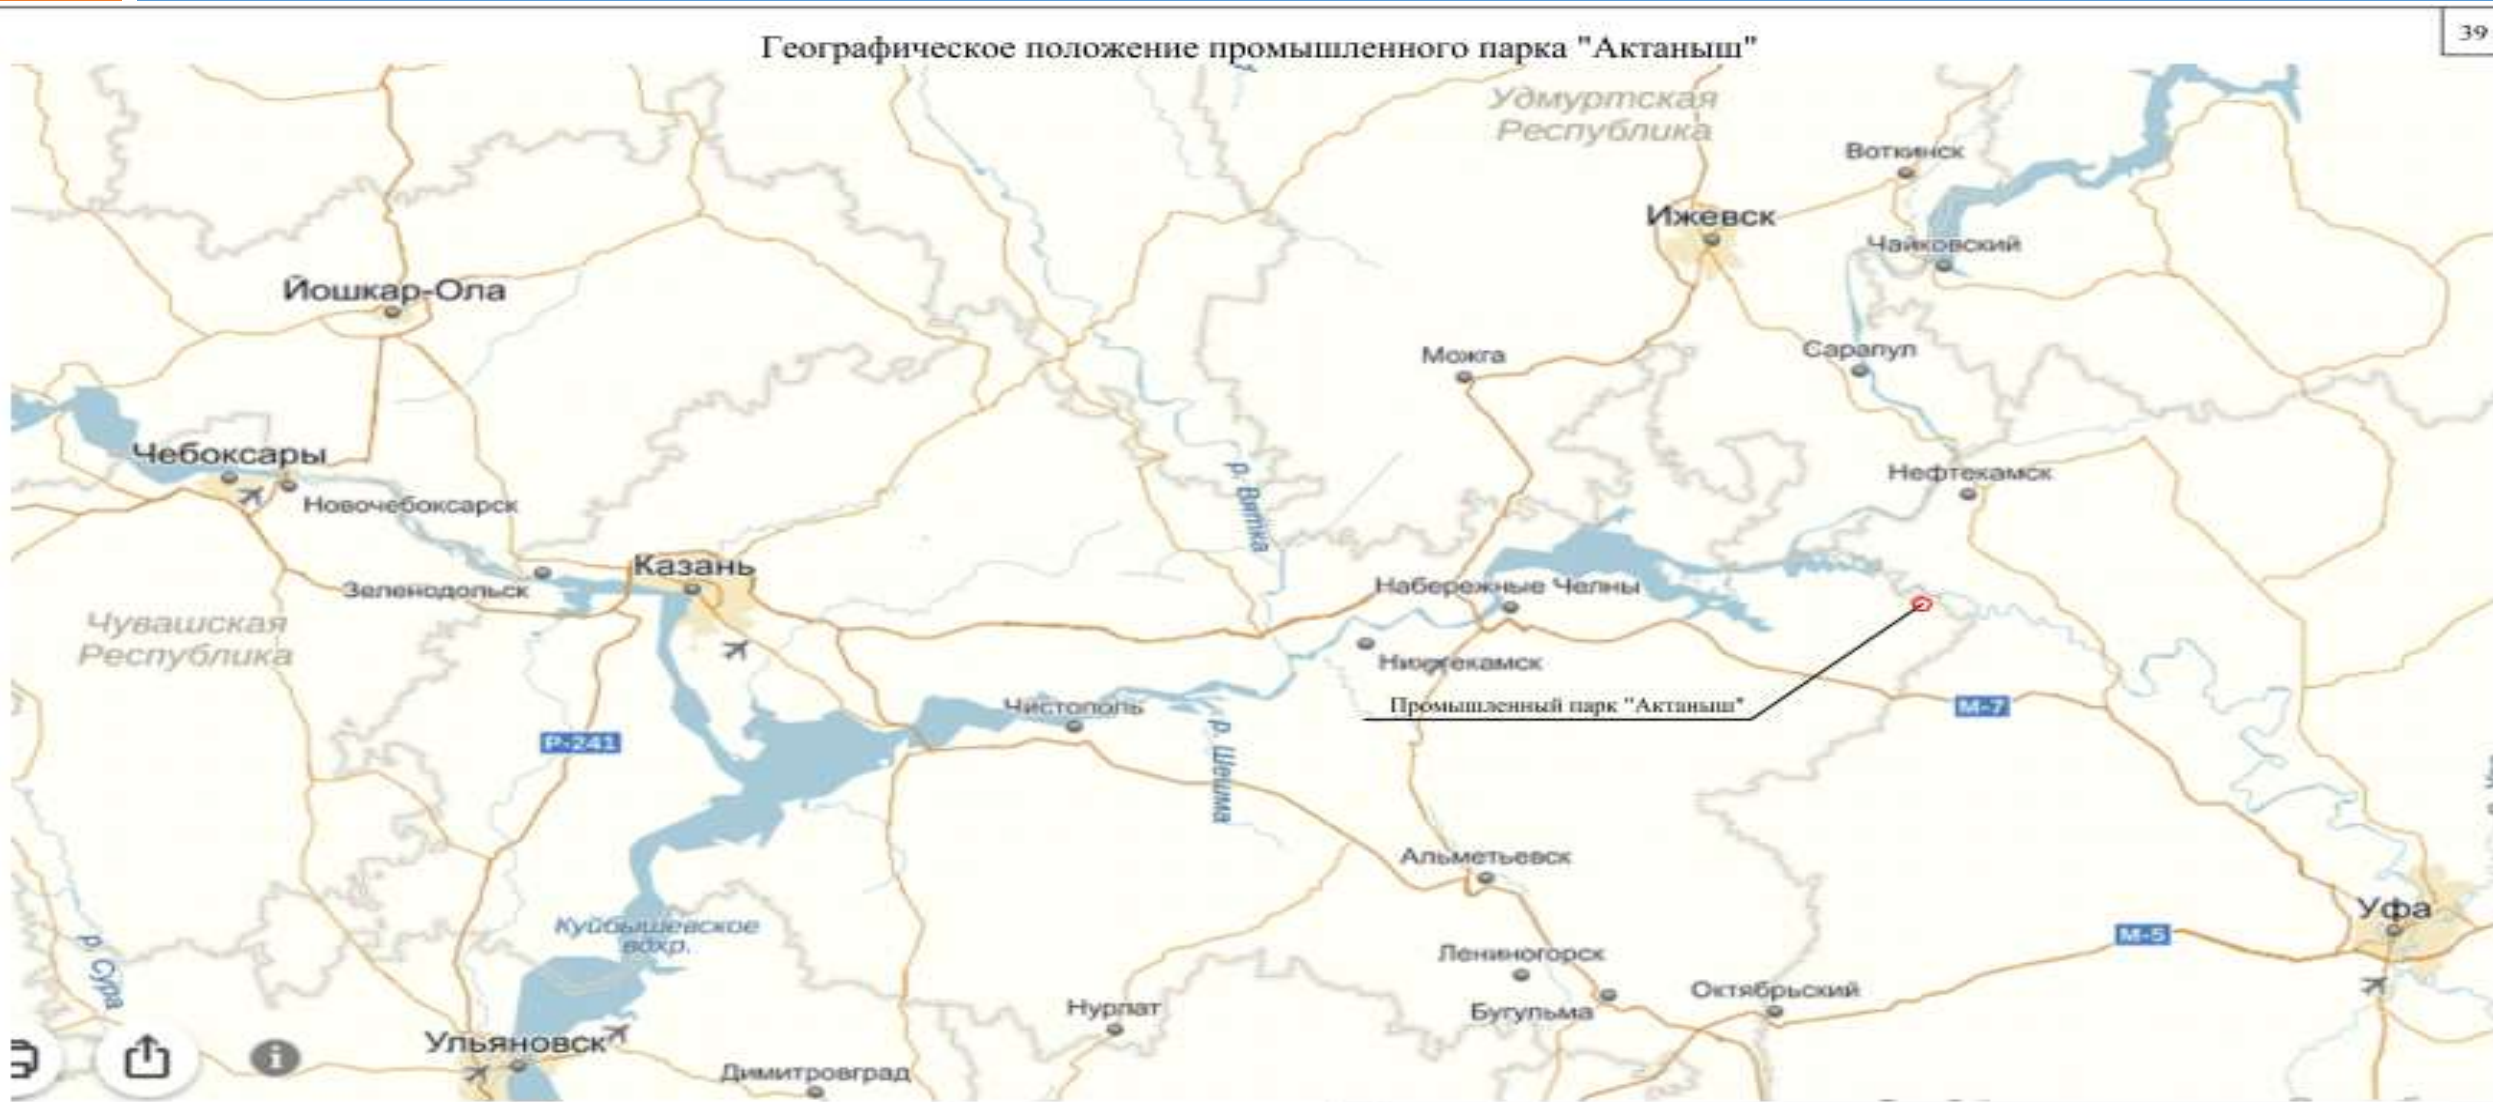 39
Географическое положение промышленного парка "Актаныш"
Удмуртская
Республика
Воткинск
Ижевск
Чайковский
Йошкар-Ола
Можга
Сарапул
Чебоксары
Новочебоксарск
р. Вятка
Нефтекамск
Казань
Зеленодольск
Набережные Челны
Чувашская
Республика
Нижнекамск
Промышленный парк "Актаныш"
М-7
Чистополь
р. Шешма
Р-241
Альметьевск
Куйбышевское
вдхр.
Уфа
М-5
р. Сура
Лениногорск
Бугульма
Октябрьский
Нурлат
Ульяновск
Димитровград